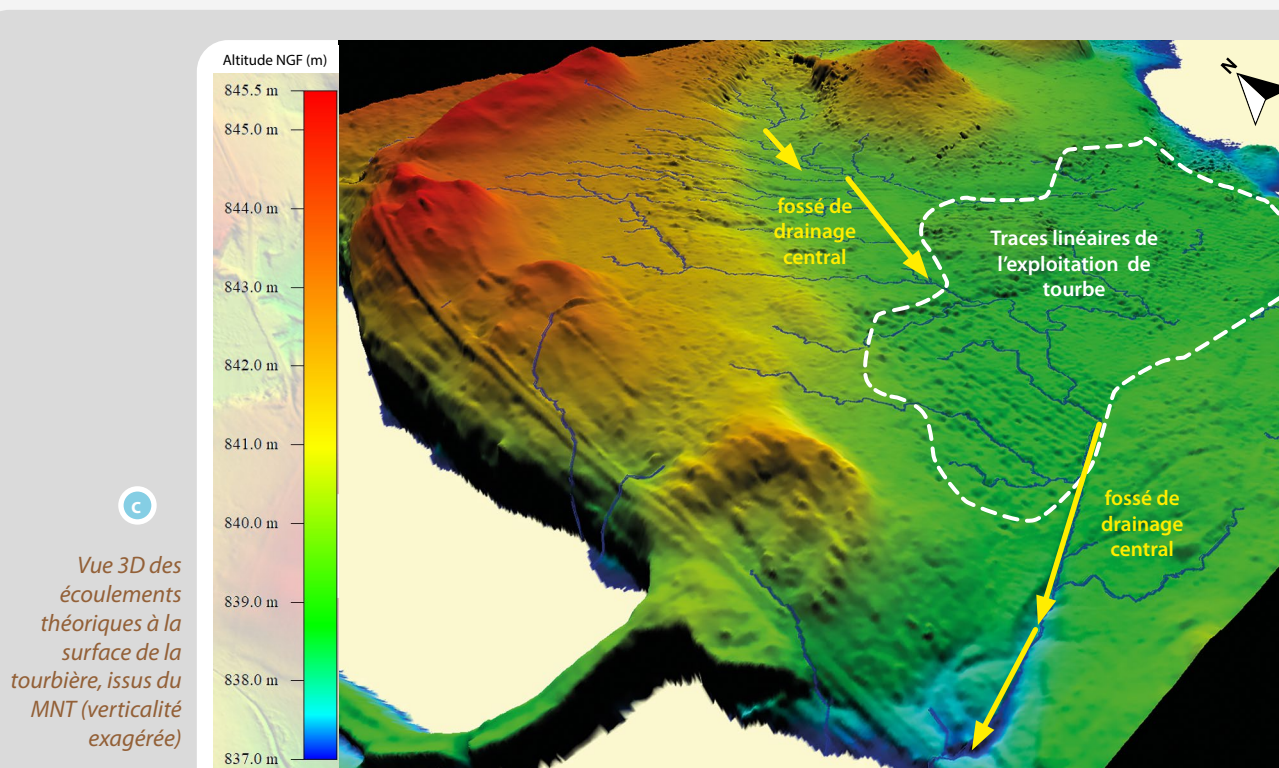 Altitude NGF (m)
845.5 m
845.0 m
844.0 m
843.0 m
842.0 m
841.0 m
840.0 m
839.0 m
838.0 m
837.0 m
N
fossé de
drainage
central
Traces linéaires de
l'exploitation de
tourbe
fossé de
drainage
central
C
Vue 3D des
écoulements
théoriques à la
surface de la
tourbière, issus du
MNT (verticalité
exagérée)